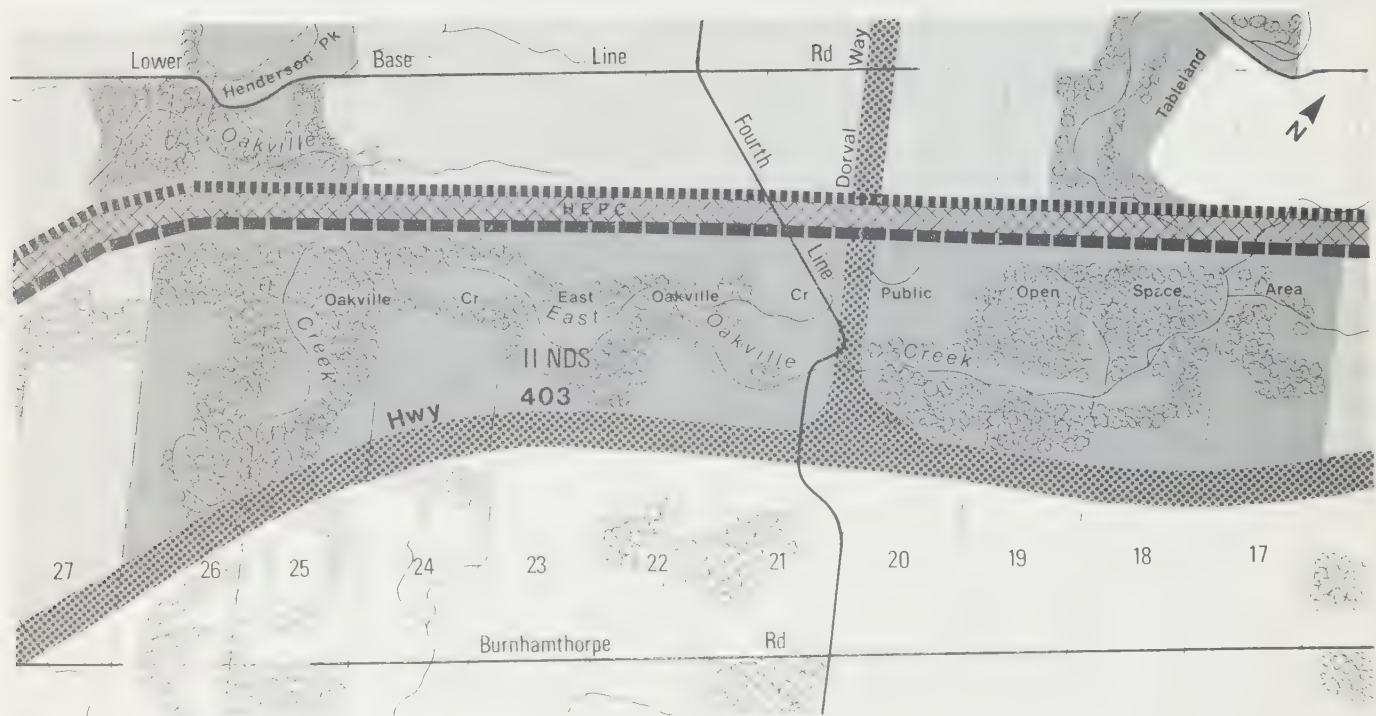 Lower Base Line Rd
Henderson Pk
Dorval Way
Tableland
Oakville
N
Fourth Line
HEPC
Oakville Cr East Oakville Cr Public Open Space Area
Creek
East Oakville Creek
II NDS
403
Hwy
27 26 25 24 23 22 21 20 19 18 17
Burnhamthorpe Rd